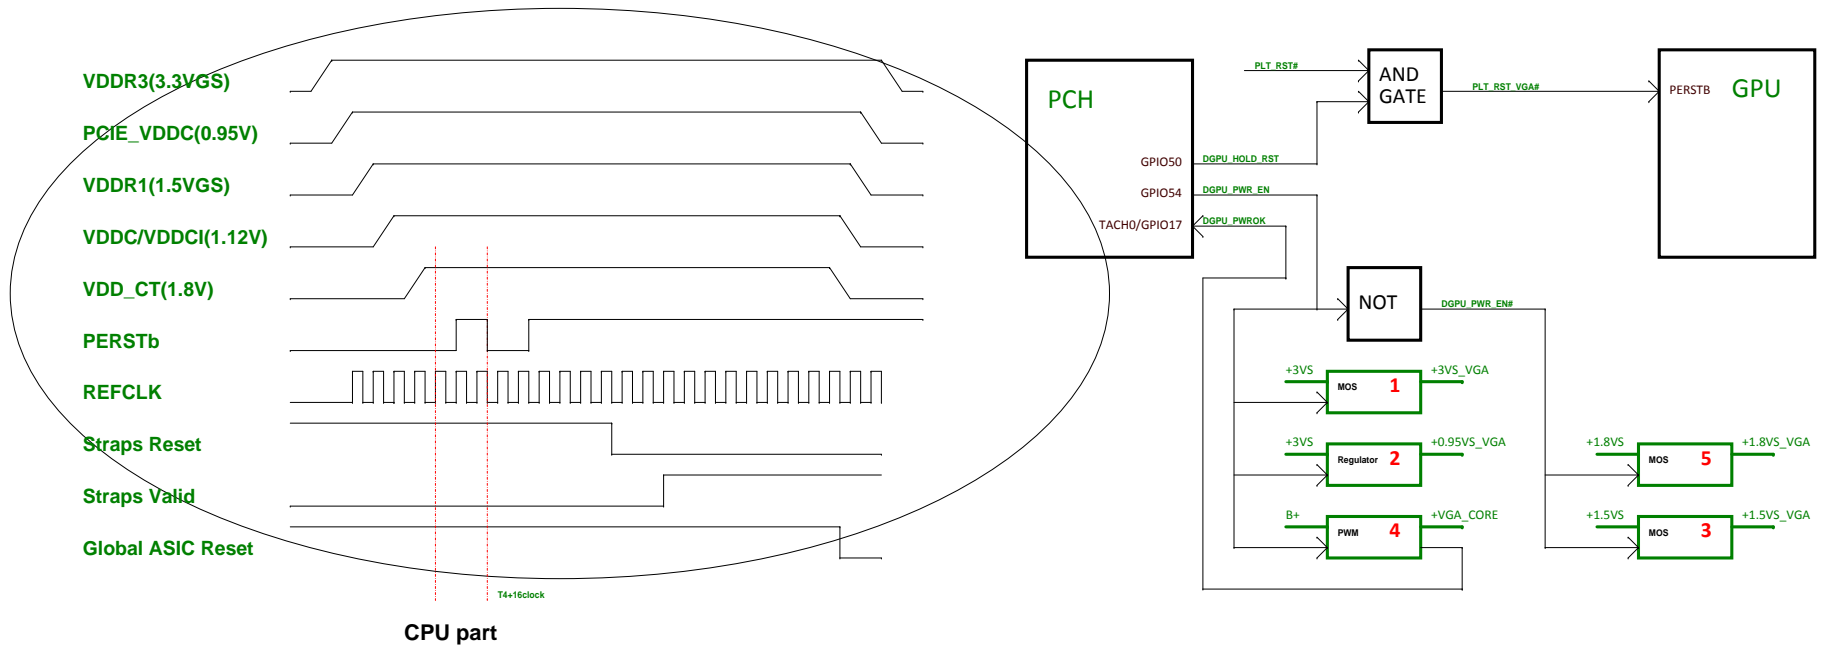 VDDR3(3.3VGS)
PCIE_VDDC(0.95V)
VDDR1(1.5VGS)
VDDC/VDDCI(1.12V)
VDD_CT(1.8V)
PERSTb
REFCLK
Straps Reset
Straps Valid
Global ASIC Reset
T4+16clock
CPU part
PCH
GPIO50
GPIO54
TACH0/GPIO17
DGPU_HOLD_RST
DGPU_PWR_EN
DGPU_PWROK
PLT_RST#
AND
GATE
PLT_RST_VGA#
PERSTB
GPU
NOT
DGPU_PWR_EN#
+3VS
MOS
1
+3VS_VGA
+3VS
Regulator
2
+0.95VS_VGA
B+
PWM
4
+VGA_CORE
+1.8VS
MOS
5
+1.8VS_VGA
+1.5VS
MOS
3
+1.5VS_VGA